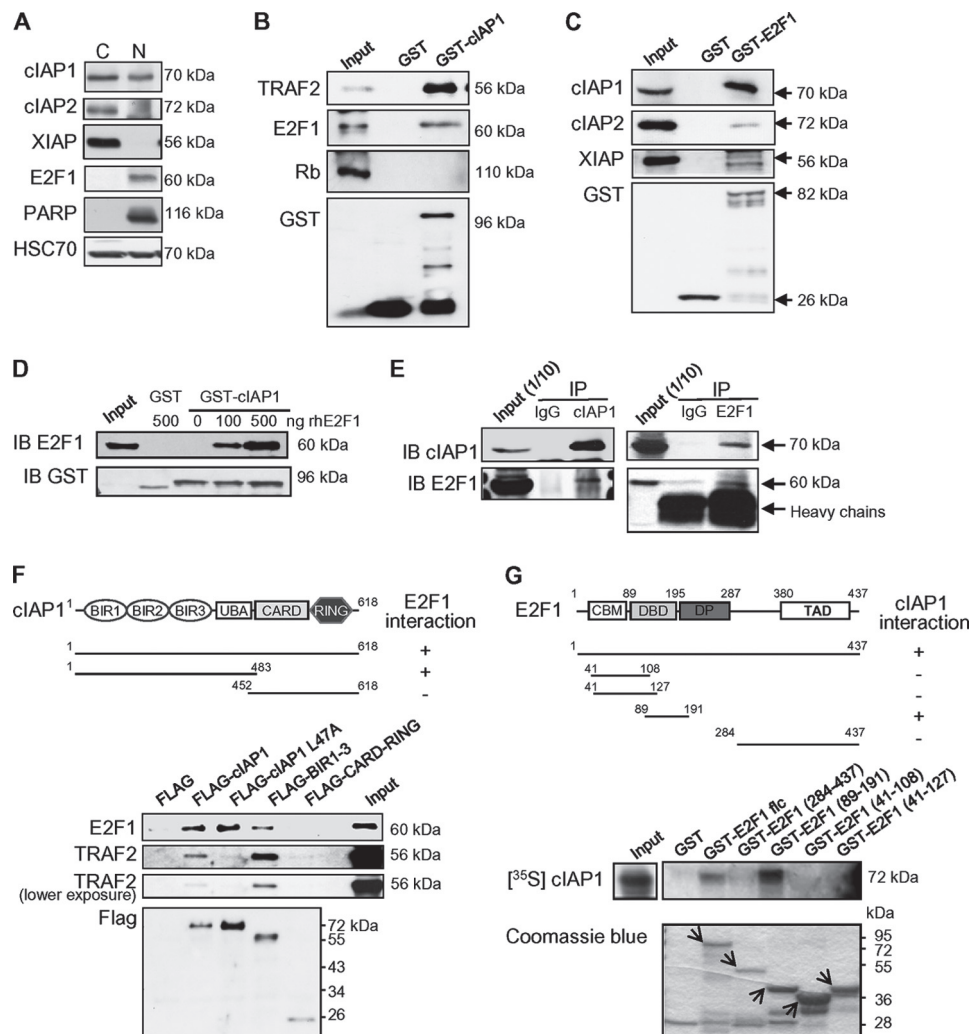 A
C N
cIAP1 70 kDa
cIAP2 72 kDa
XIAP 56 kDa
E2F1 60 kDa
PARP 116 kDa
HSC70 70 kDa
B
Input GST GST-cIAP1
TRAF2 56 kDa
E2F1 60 kDa
Rb 110 kDa
GST 96 kDa
C
Input GST GST-E2F1
cIAP1 70 kDa
cIAP2 72 kDa
XIAP 56 kDa
GST 82 kDa
26 kDa
D
Input GST GST-cIAP1
500 0 100 500 ng rhE2F1
IB E2F1 60 kDa
IB GST 96 kDa
E
Input (1/10) IP Input (1/10) IP
IgG cIAP1 IgG E2F1
IB cIAP1 70 kDa
IB E2F1 60 kDa
Heavy chains
F
cIAP1 1 BIR1 BIR2 BIR3 UBA CARD RING 618 E2F1 interaction
1 618 +
1 483 +
452 618 -
FLAG FLAG-cIAP1 FLAG-cIAP1 L47A FLAG-BIR1-3 FLAG-CARD-RING Input
E2F1 60 kDa
TRAF2 56 kDa
TRAF2 56 kDa
(lower exposure)
Flag 72 kDa
55
43
34
26
G
1 89 195 287 380 437
E2F1 CBM DBD DP TAD cIAP1 interaction
1 437 +
41 108 -
41 127 -
89 191 +
284 437 -
Input GST GST-E2F1 flc GST-E2F1 (284-437) GST-E2F1 (89-191) GST-E2F1 (41-108) GST-E2F1 (41-127)
[35S] cIAP1 72 kDa
kDa
Coomassie blue 95
72
55
36
28